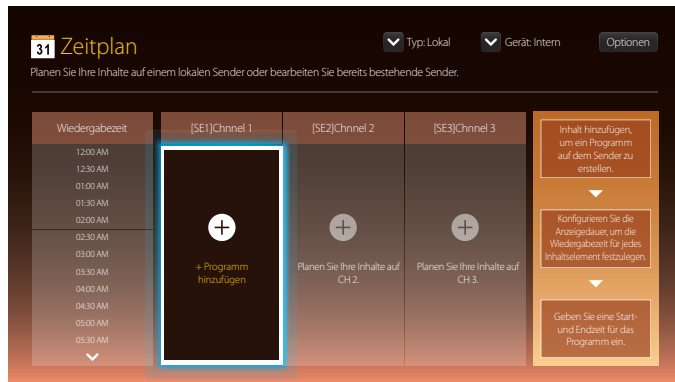 31 Zeitplan
Typ: Lokal
Gerät: Intern
Optionen
Planen Sie Ihre Inhalte auf einem lokalen Sender oder bearbeiten Sie bereits bestehende Sender.
Wiedergabezeit
[SE1]Chnnel 1
[SE2]Chnnel 2
[SE3]Chnnel 3
12:00 AM
12:30 AM
01:00 AM
01:30 AM
02:00 AM
02:30 AM
03:00 AM
03:30 AM
04:00 AM
04:30 AM
05:00 AM
05:30 AM
+ Programm
hinzufügen
Planen Sie Ihre Inhalte auf
CH 2.
Planen Sie Ihre Inhalte auf
CH 3.
Inhalt hinzufügen,
um ein Programm
auf dem Sender zu
erstellen.
Konfigurieren Sie die
Anzeigedauer, um die
Wiedergabezeit für jedes
Inhaltselement festzulegen.
Geben Sie eine Start-
und Endzeit für das
Programm ein.